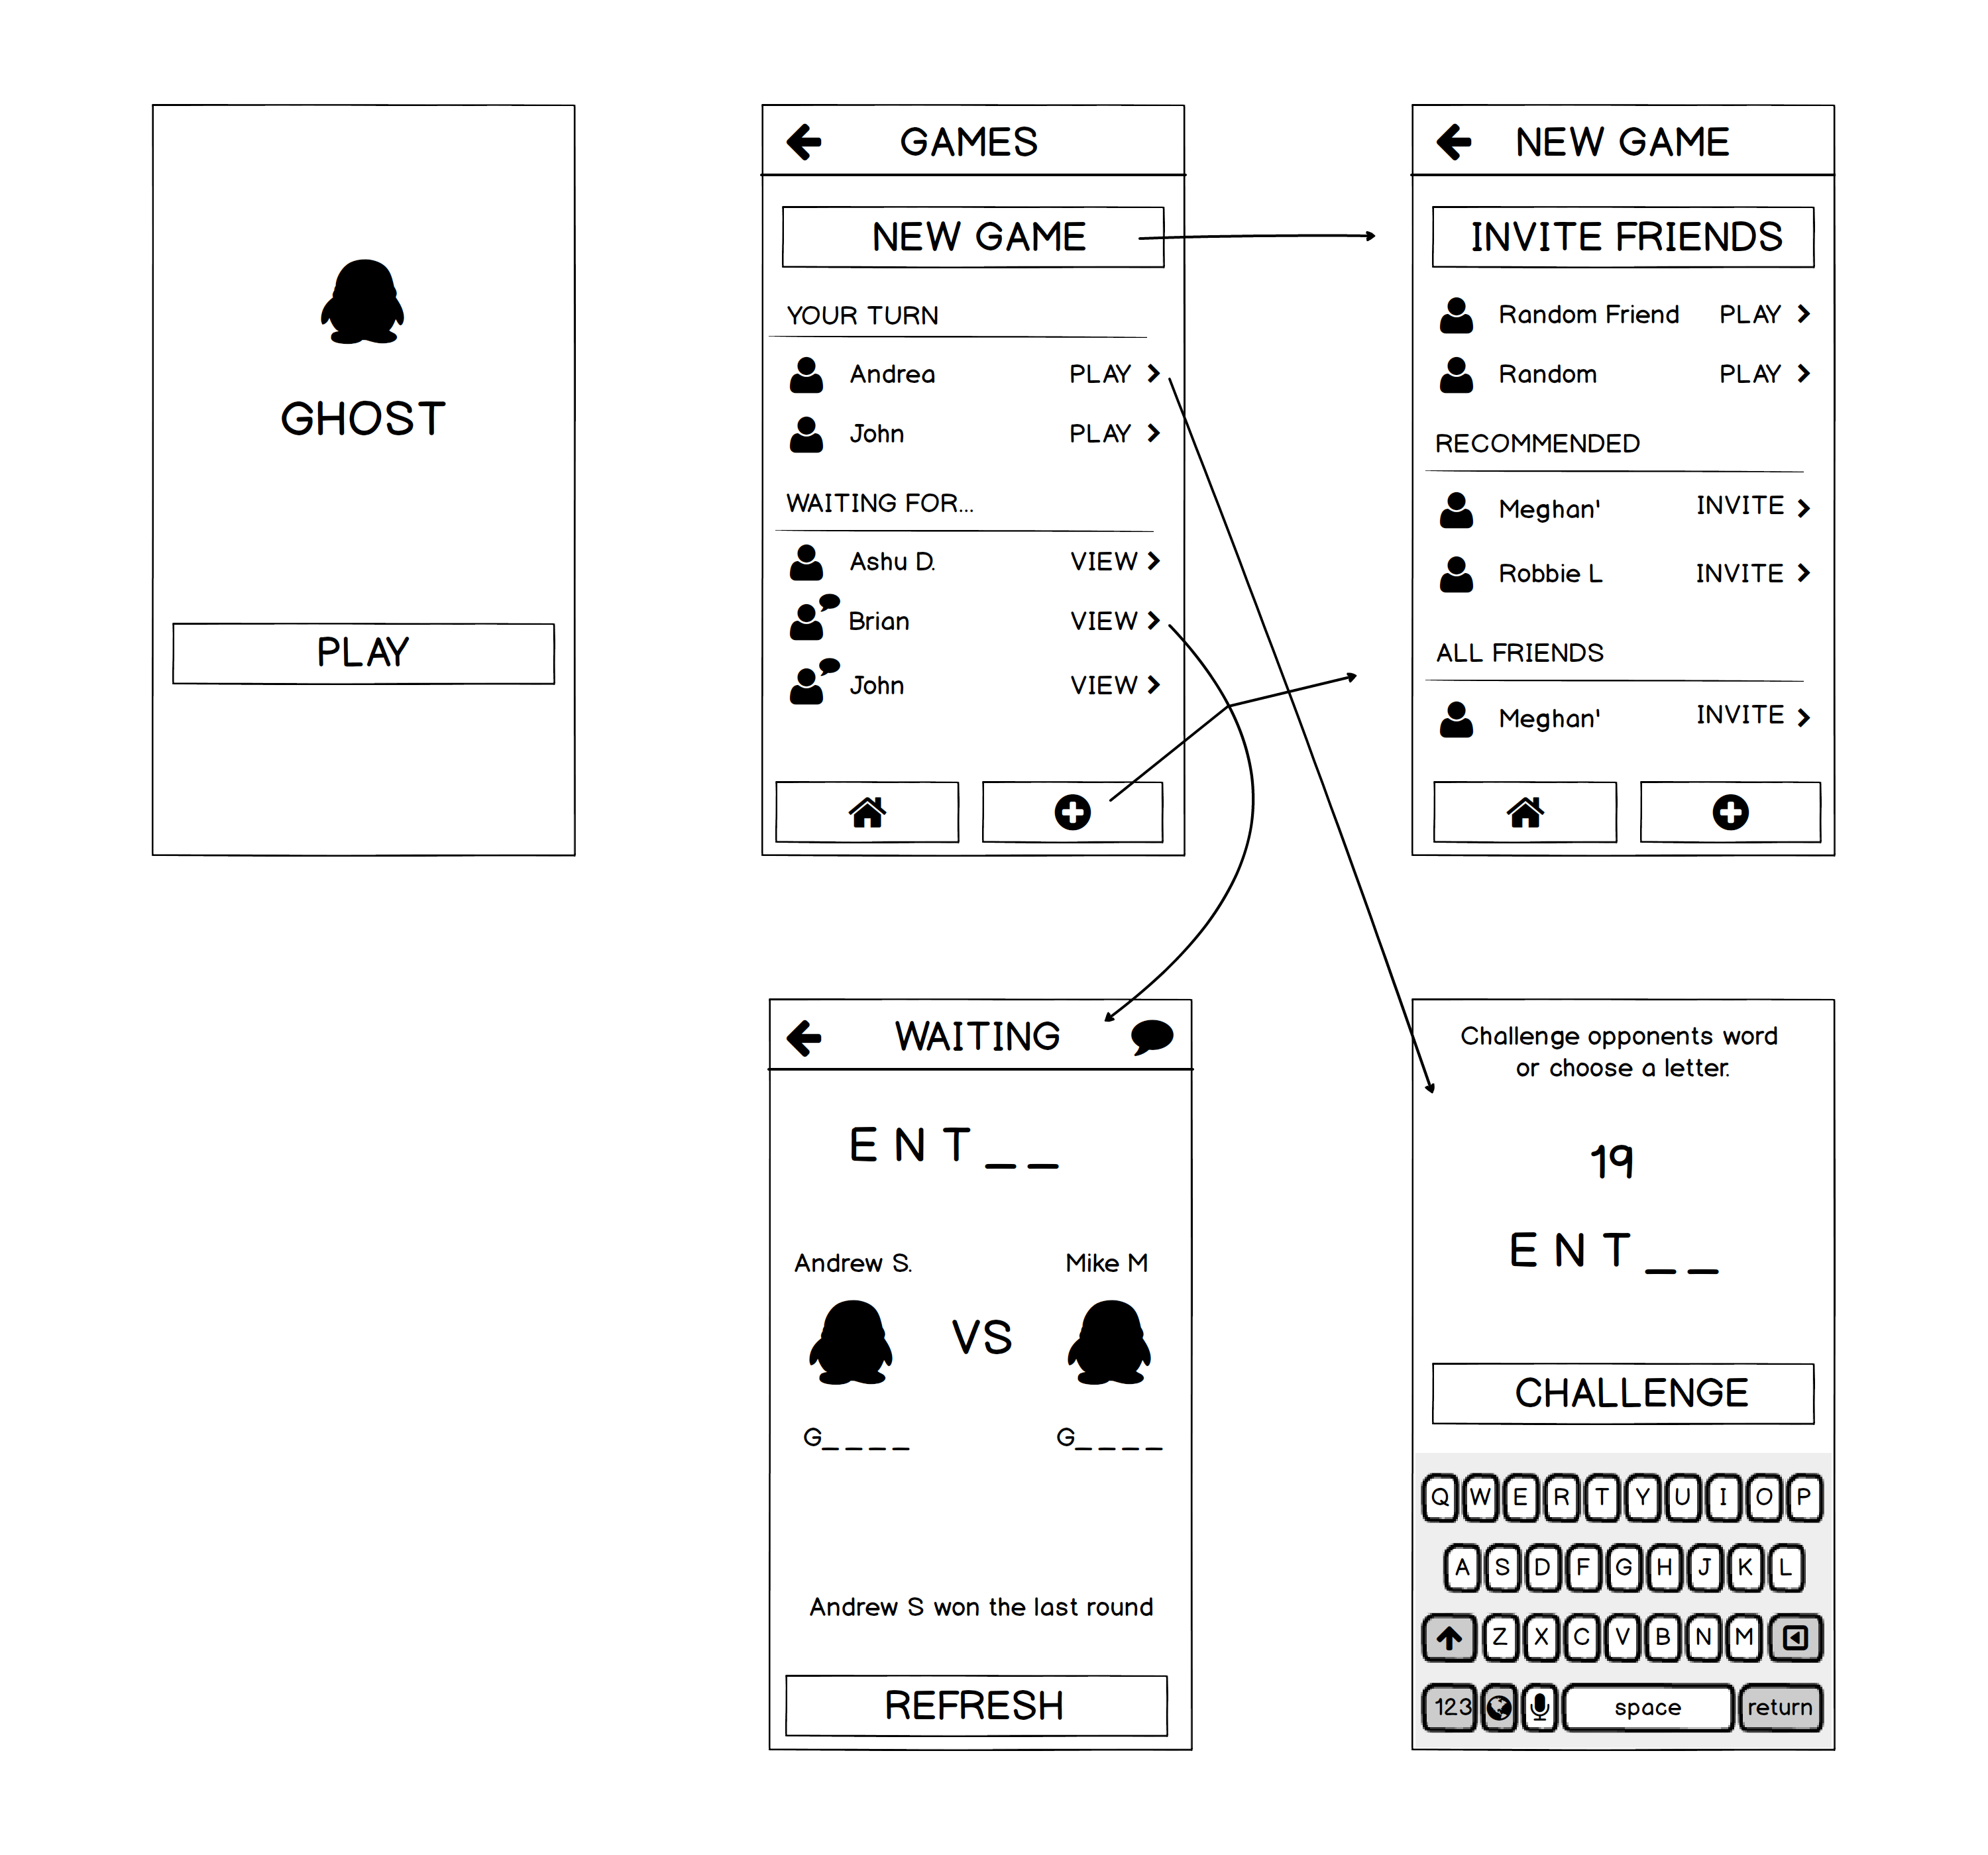 GHOST
PLAY
GAMES
NEW GAME
YOUR TURN
Andrea PLAY
John PLAY
WAITING FOR...
Ashu D. VIEW
Brian VIEW
John VIEW
NEW GAME
INVITE FRIENDS
Random Friend PLAY
Random PLAY
RECOMMENDED
Meghan' INVITE
Robbie L INVITE
ALL FRIENDS
Meghan' INVITE
WAITING
E N T _ _
Andrew S. Mike M
VS
G_ _ _ _ G_ _ _ _
Andrew S won the last round
REFRESH
Challenge opponents word
or choose a letter.
19
E N T _ _
CHALLENGE
Q W E R T Y U I O P
A S D F G H J K L
Z X C V B N M
123 space return